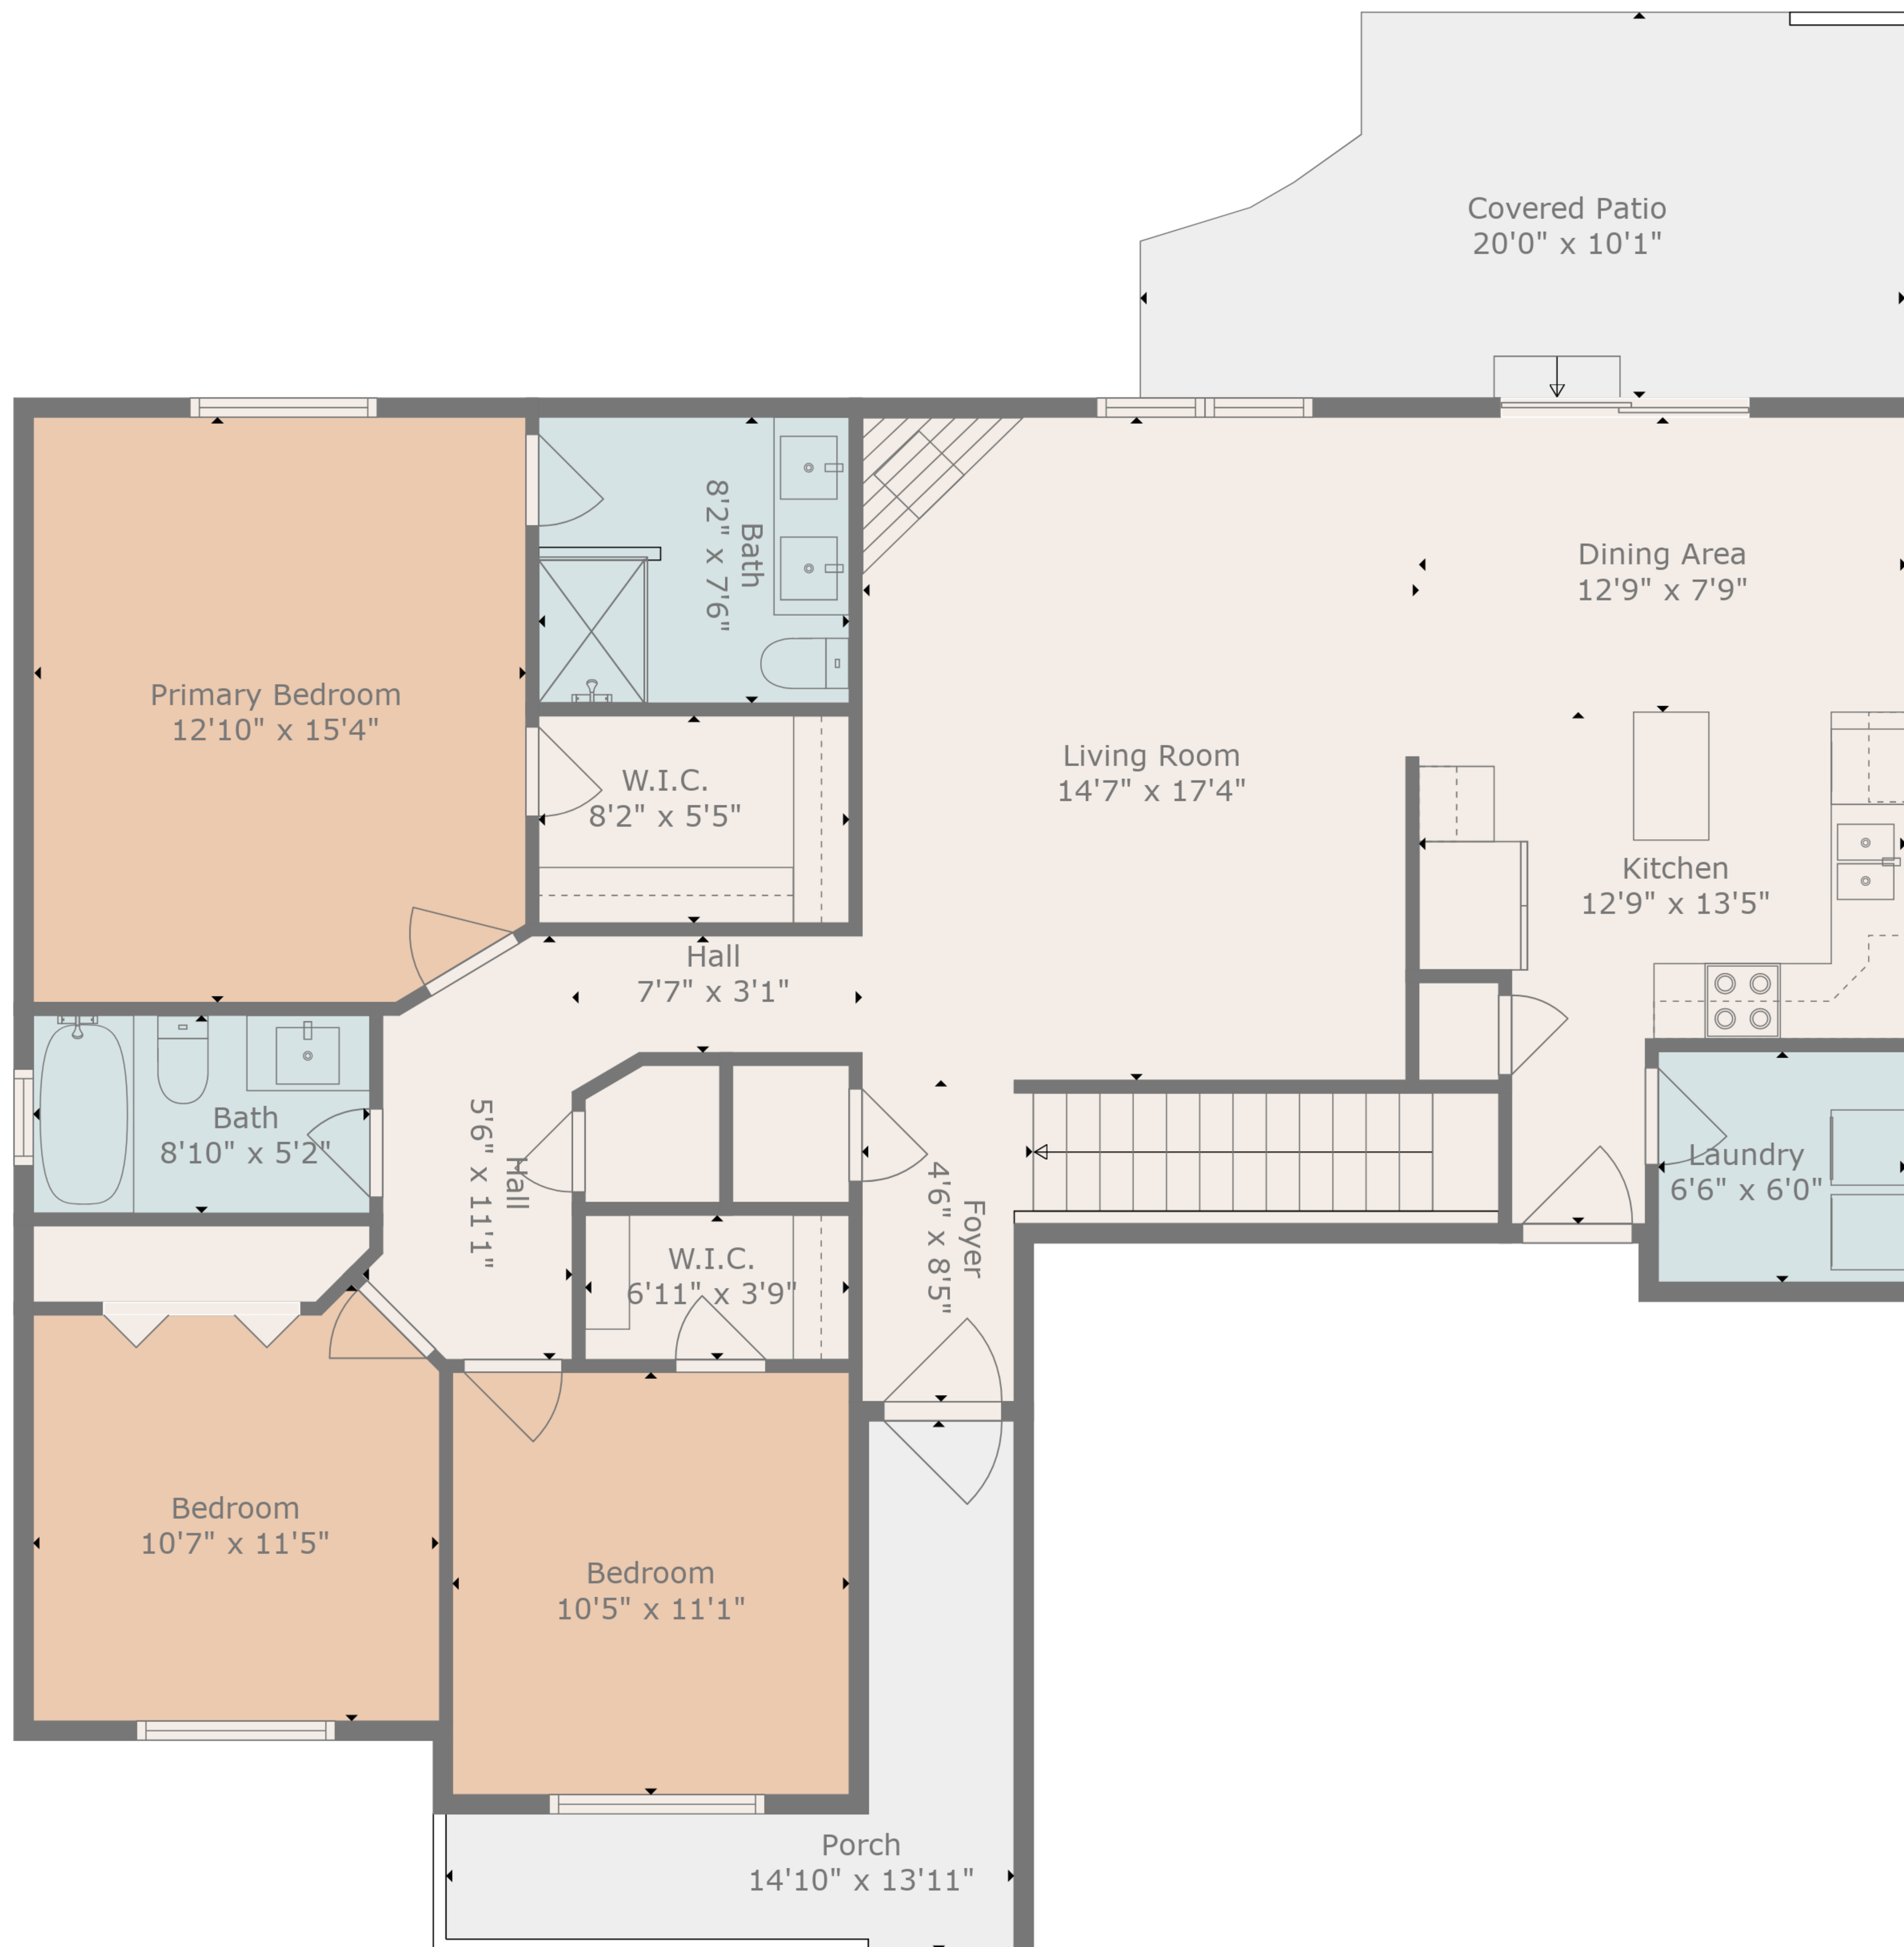 Covered Patio
20'0" x 10'1"
Dining Area
12'9" x 7'9"
Bath
8'2" x 7'6"
Primary Bedroom
12'10" x 15'4"
W.I.C.
8'2" x 5'5"
Living Room
14'7" x 17'4"
Kitchen
12'9" x 13'5"
Hall
7'7" x 3'1"
Bath
8'10" x 5'2"
Hall
5'6" x 11'1"
Foyer
4'6" x 8'5"
Laundry
6'6" x 6'0"
W.I.C.
6'11" x 3'9"
Bedroom
10'7" x 11'5"
Bedroom
10'5" x 11'1"
Porch
14'10" x 13'11"